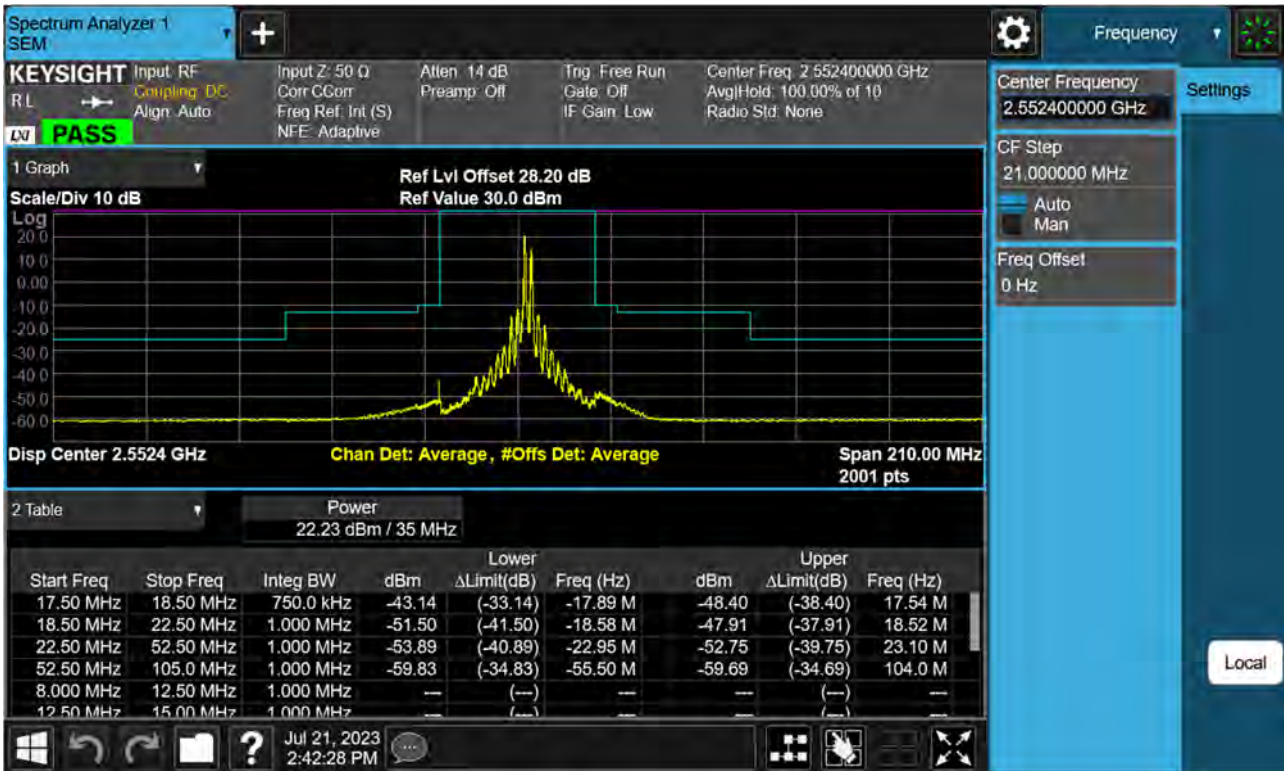 Spectrum Analyzer 1
SEM
+
Frequency
KEYSIGHT
Input: RF
Input Z: 50 Ω
Atten: 14 dB
Trig: Free Run
Center Freq: 2.552400000 GHz
R L
Coupling: DC
Corr CCorr
Preamp: Off
Gate: Off
Avg|Hold: 100.00% of 10
Align: Auto
Freq Ref: Int (S)
IF Gain: Low
Radio Std: None
LXI
PASS
NFE: Adaptive
Center Frequency
2.552400000 GHz
Settings
CF Step
21.000000 MHz
Auto
Man
Freq Offset
0 Hz
1 Graph
Ref Lvl Offset 28.20 dB
Scale/Div 10 dB
Ref Value 30.0 dBm
Log
20.0
10.0
0.00
-10.0
-20.0
-30.0
-40.0
-50.0
-60.0
Disp Center 2.5524 GHz
Chan Det: Average, #Offs Det: Average
Span 210.00 MHz
2001 pts
2 Table
Power
22.23 dBm / 35 MHz
Lower Upper
Start Freq Stop Freq Integ BW dBm ΔLimit(dB) Freq (Hz) dBm ΔLimit(dB) Freq (Hz)
17.50 MHz 18.50 MHz 750.0 kHz -43.14 (-33.14) -17.89 M -48.40 (-38.40) 17.54 M
18.50 MHz 22.50 MHz 1.000 MHz -51.50 (-41.50) -18.58 M -47.91 (-37.91) 18.52 M
22.50 MHz 52.50 MHz 1.000 MHz -53.89 (-40.89) -22.95 M -52.75 (-39.75) 23.10 M
52.50 MHz 105.0 MHz 1.000 MHz -59.83 (-34.83) -55.50 M -59.69 (-34.69) 104.0 M
8.000 MHz 12.50 MHz 1.000 MHz --- (---) --- --- (---) ---
12.50 MHz 15.00 MHz 1.000 MHz --- (---) --- --- (---) ---
Local
?
Jul 21, 2023
2:42:28 PM